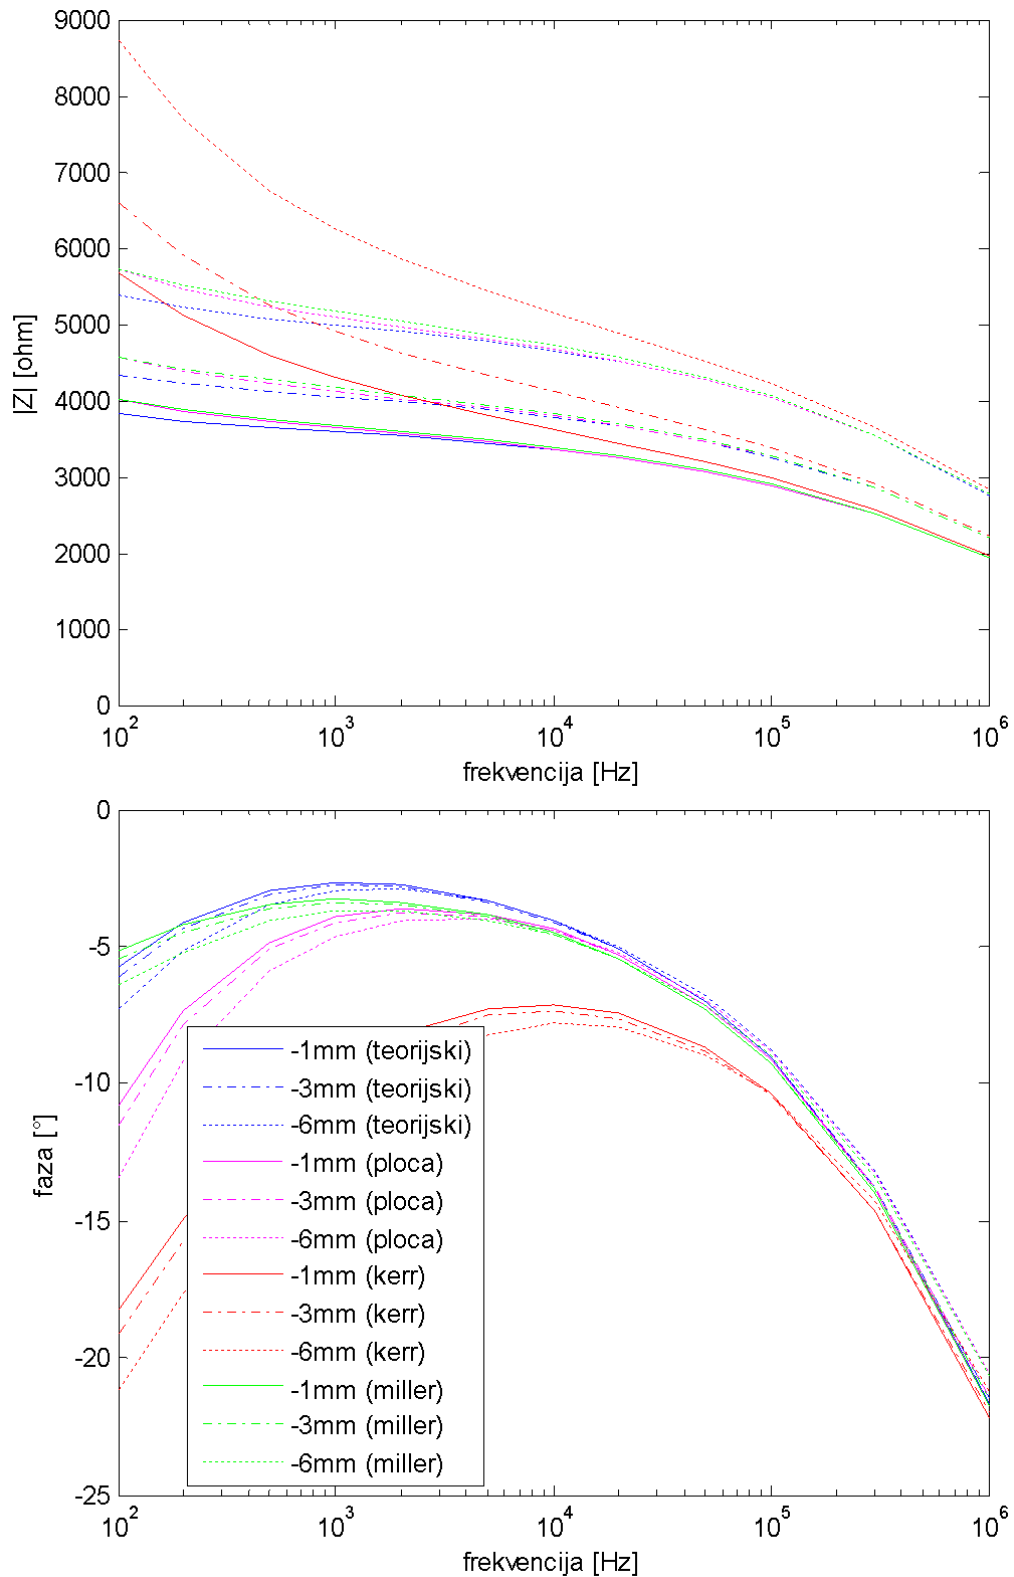 9000
8000
7000
6000
5000
4000
3000
2000
1000
0
|Z| [ohm]
10^2 10^3 10^4 10^5 10^6
frekvencija [Hz]
0
-5
-10
-15
-20
-25
faza [°]
-1mm (teorijski)
-3mm (teorijski)
-6mm (teorijski)
-1mm (ploca)
-3mm (ploca)
-6mm (ploca)
-1mm (kerr)
-3mm (kerr)
-6mm (kerr)
-1mm (miller)
-3mm (miller)
-6mm (miller)
10^2 10^3 10^4 10^5 10^6
frekvencija [Hz]